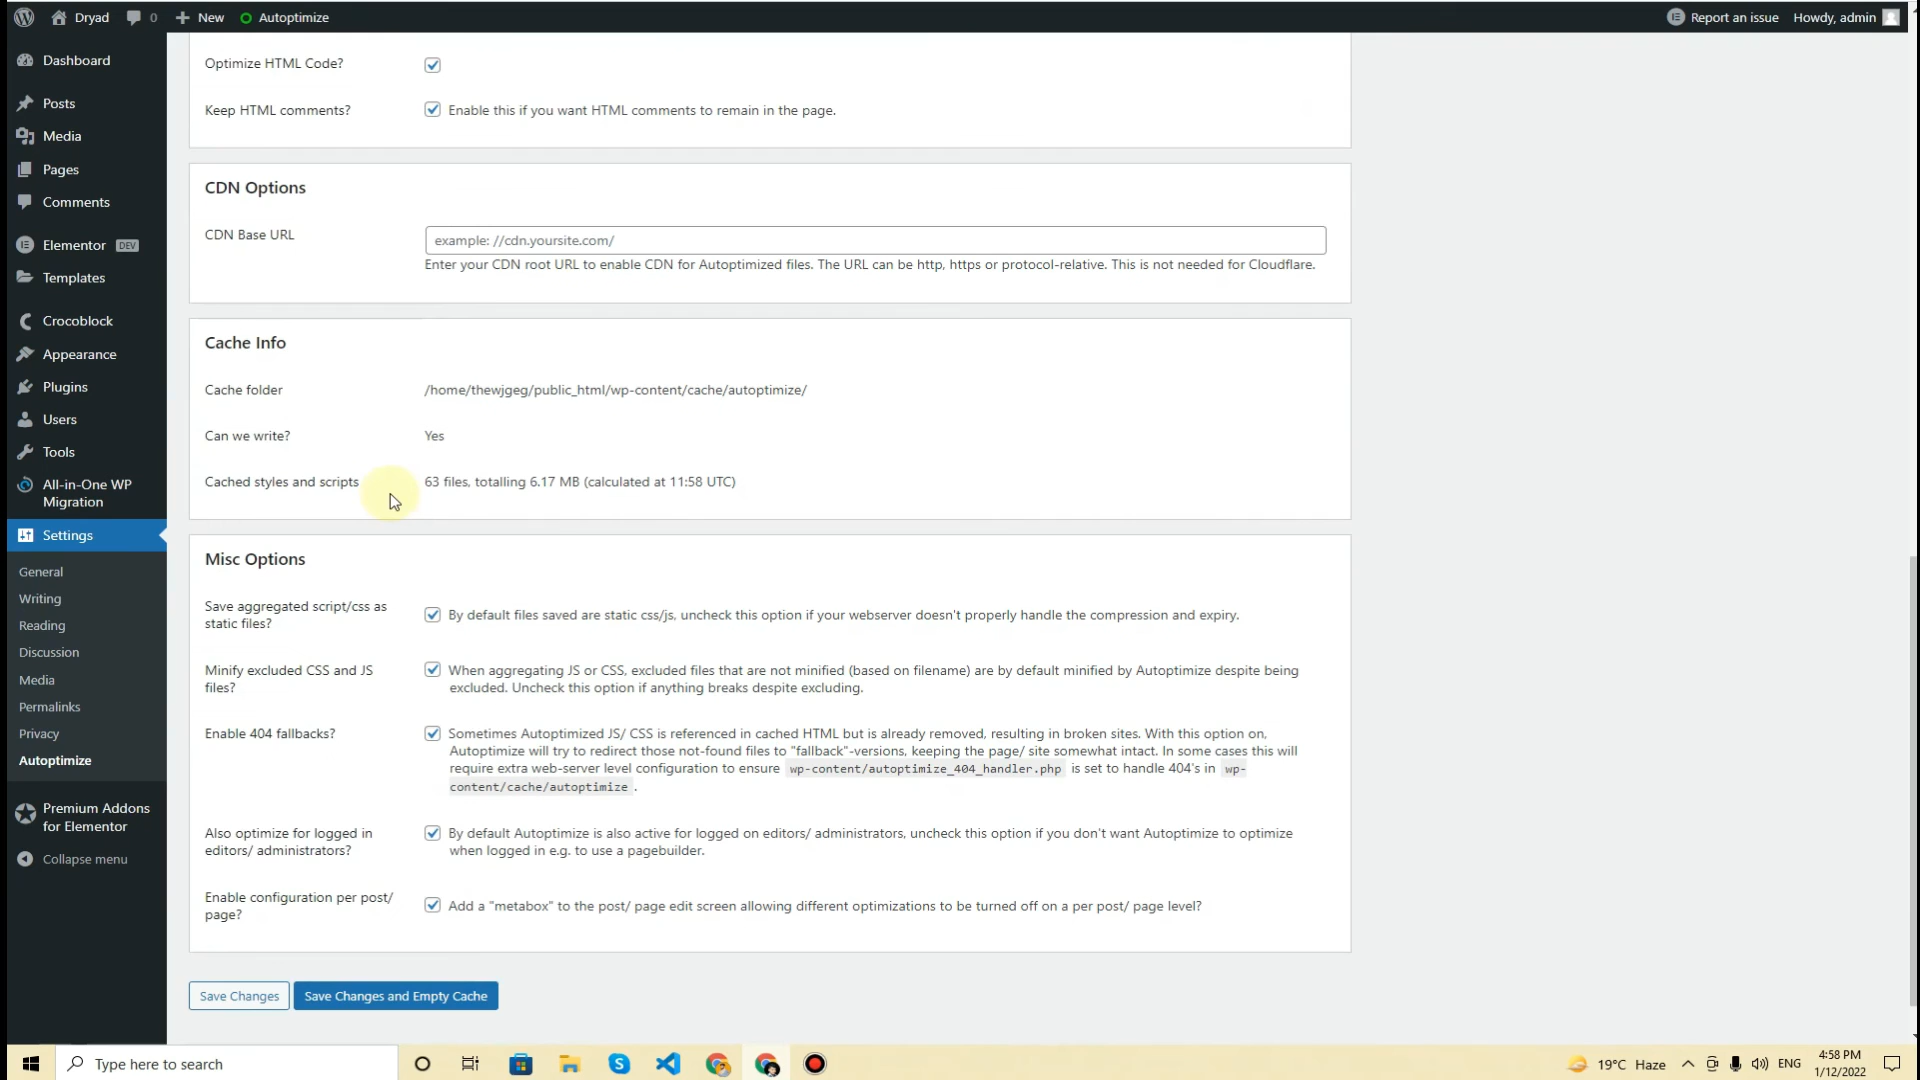 Dryad
0
New
Autoptimize
Report an issue
Howdy, admin
Dashboard
Posts
Media
Pages
Comments
Elementor DEV
Templates
Crocoblock
Appearance
Plugins
Users
Tools
All-in-One WP
Migration
Settings
General
Writing
Reading
Discussion
Media
Permalinks
Privacy
Autoptimize
Premium Addons
for Elementor
Collapse menu
Optimize HTML Code?
Keep HTML comments?
Enable this if you want HTML comments to remain in the page.
CDN Options
CDN Base URL
example: //cdn.yoursite.com/
Enter your CDN root URL to enable CDN for Autoptimized files. The URL can be http, https or protocol-relative. This is not needed for Cloudflare.
Cache Info
Cache folder
/home/thewjgeg/public_html/wp-content/cache/autoptimize/
Can we write?
Yes
Cached styles and scripts
63 files, totalling 6.17 MB (calculated at 11:58 UTC)
Misc Options
Save aggregated script/css as
static files?
By default files saved are static css/js, uncheck this option if your webserver doesn't properly handle the compression and expiry.
Minify excluded CSS and JS
files?
When aggregating JS or CSS, excluded files that are not minified (based on filename) are by default minified by Autoptimize despite being
excluded. Uncheck this option if anything breaks despite excluding.
Enable 404 fallbacks?
Sometimes Autoptimized JS/ CSS is referenced in cached HTML but is already removed, resulting in broken sites. With this option on,
Autoptimize will try to redirect those not-found files to "fallback"-versions, keeping the page/ site somewhat intact. In some cases this will
require extra web-server level configuration to ensure wp-content/autoptimize_404_handler.php is set to handle 404's in wp-
content/cache/autoptimize .
Also optimize for logged in
editors/ administrators?
By default Autoptimize is also active for logged on editors/ administrators, uncheck this option if you don't want Autoptimize to optimize
when logged in e.g. to use a pagebuilder.
Enable configuration per post/
page?
Add a "metabox" to the post/ page edit screen allowing different optimizations to be turned off on a per post/ page level?
Save Changes
Save Changes and Empty Cache
Type here to search
19°C Haze
ENG
4:58 PM
1/12/2022